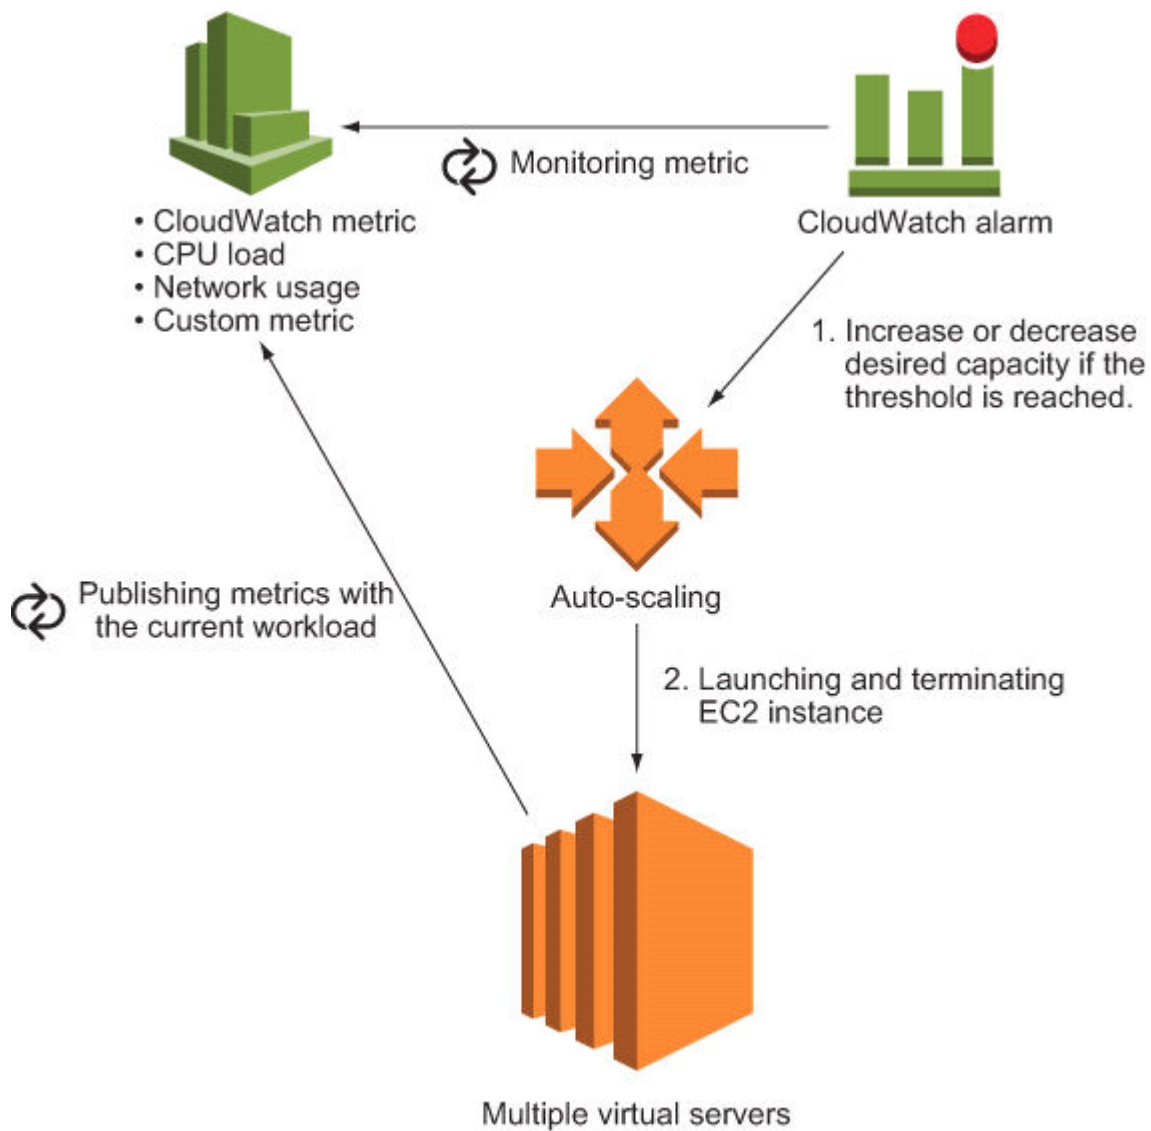 Monitoring metric
CloudWatch alarm
• CloudWatch metric
• CPU load
• Network usage
• Custom metric
1. Increase or decrease
desired capacity if the
threshold is reached.
Auto-scaling
Publishing metrics with
the current workload
2. Launching and terminating
EC2 instance
Multiple virtual servers